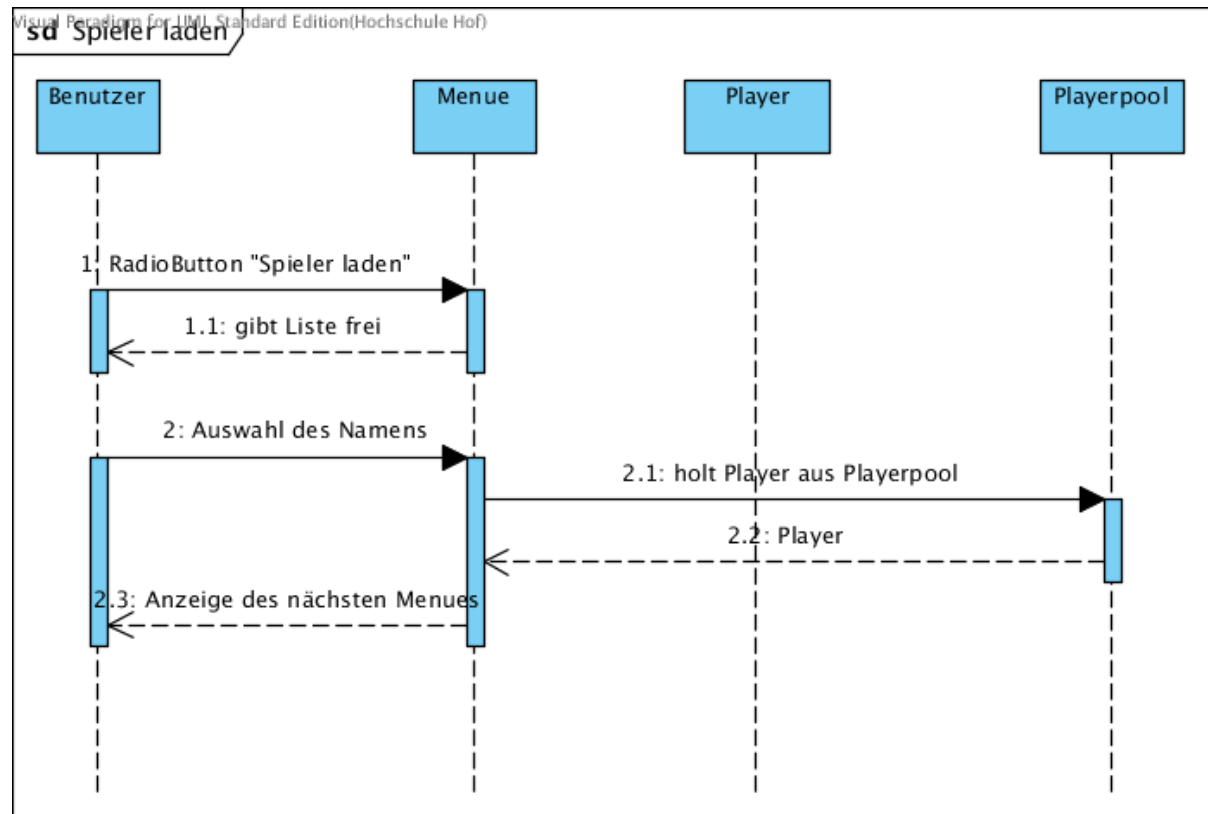 Visual Paradigm for UML Standard Edition(Hochschule Hof)
sd Spieler laden
Benutzer
Menue
Player
Playerpool
1: RadioButton "Spieler laden"
1.1: gibt Liste frei
2: Auswahl des Namens
2.1: holt Player aus Playerpool
2.2: Player
2.3: Anzeige des nächsten Menues